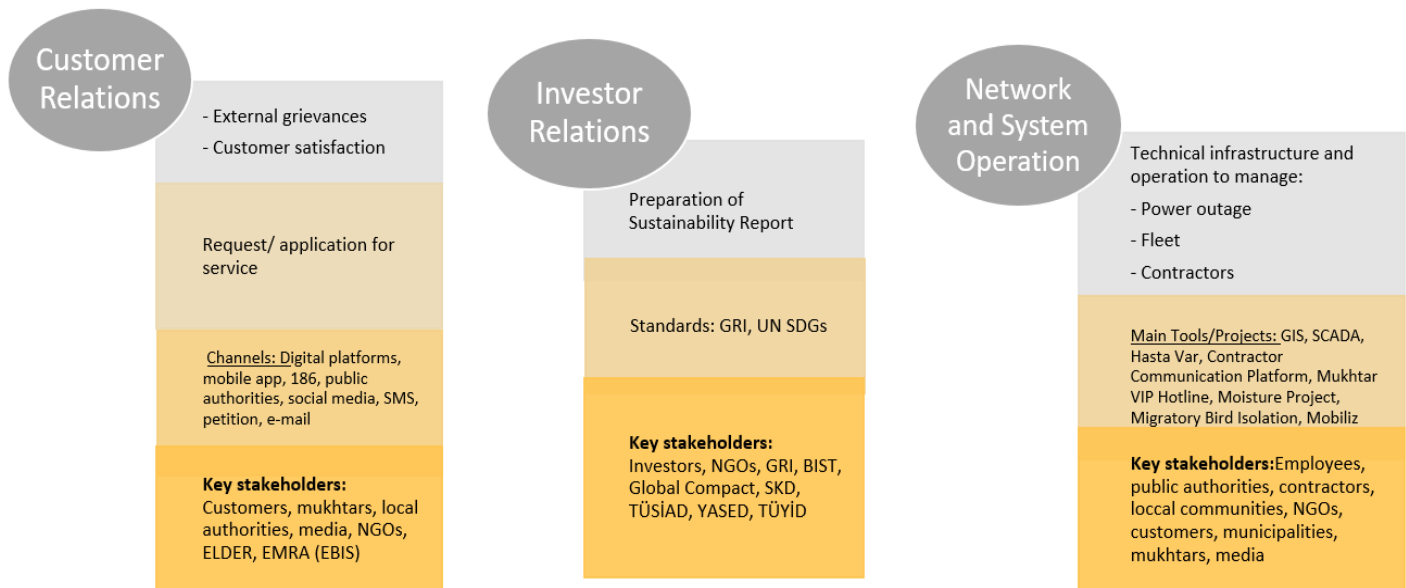 Customer
Relations
- External grievances
- Customer satisfaction
Request/ application for
service
Channels: Digital platforms,
mobile app, 186, public
authorities, social media, SMS,
petition, e-mail
Key stakeholders:
Customers, mukhtars, local
authorities, media, NGOs,
ELDER, EMRA (EBIS)
Investor
Relations
Preparation of
Sustainability Report
Standards: GRI, UN SDGs
Key stakeholders:
Investors, NGOs, GRI, BIST,
Global Compact, SKD,
TÜSİAD, YASED, TÜYİD
Network
and System
Operation
Technical infrastructure and
operation to manage:
- Power outage
- Fleet
- Contractors
Main Tools/Projects: GIS, SCADA,
Hasta Var, Contractor
Communication Platform, Mukhtar
VIP Hotline, Moisture Project,
Migratory Bird Isolation, Mobiliz
Key stakeholders:Employees,
public authorities, contractors,
loccal communities, NGOs,
customers, municipalities,
mukhtars, media